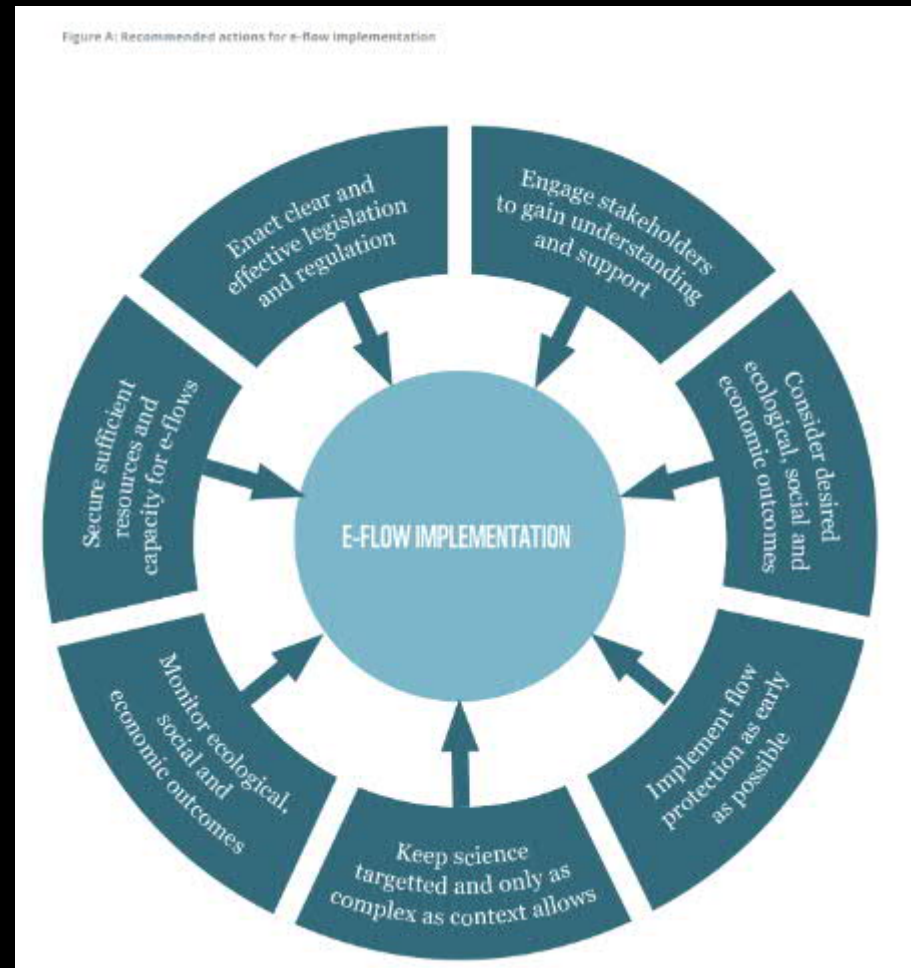 Figure A: Recommended actions for e-flow implementation
Enact clear and
effective legislation
and regulation
Engage stakeholders
to gain understanding
and support
Consider desired
ecological, social and
economic outcomes
Implement flow
protection as early
as possible
Keep science
targetted and only as
complex as context allows
Monitor ecological,
social and
economic outcomes
Secure sufficient
resources and
capacity for e-flows
E-FLOW IMPLEMENTATION